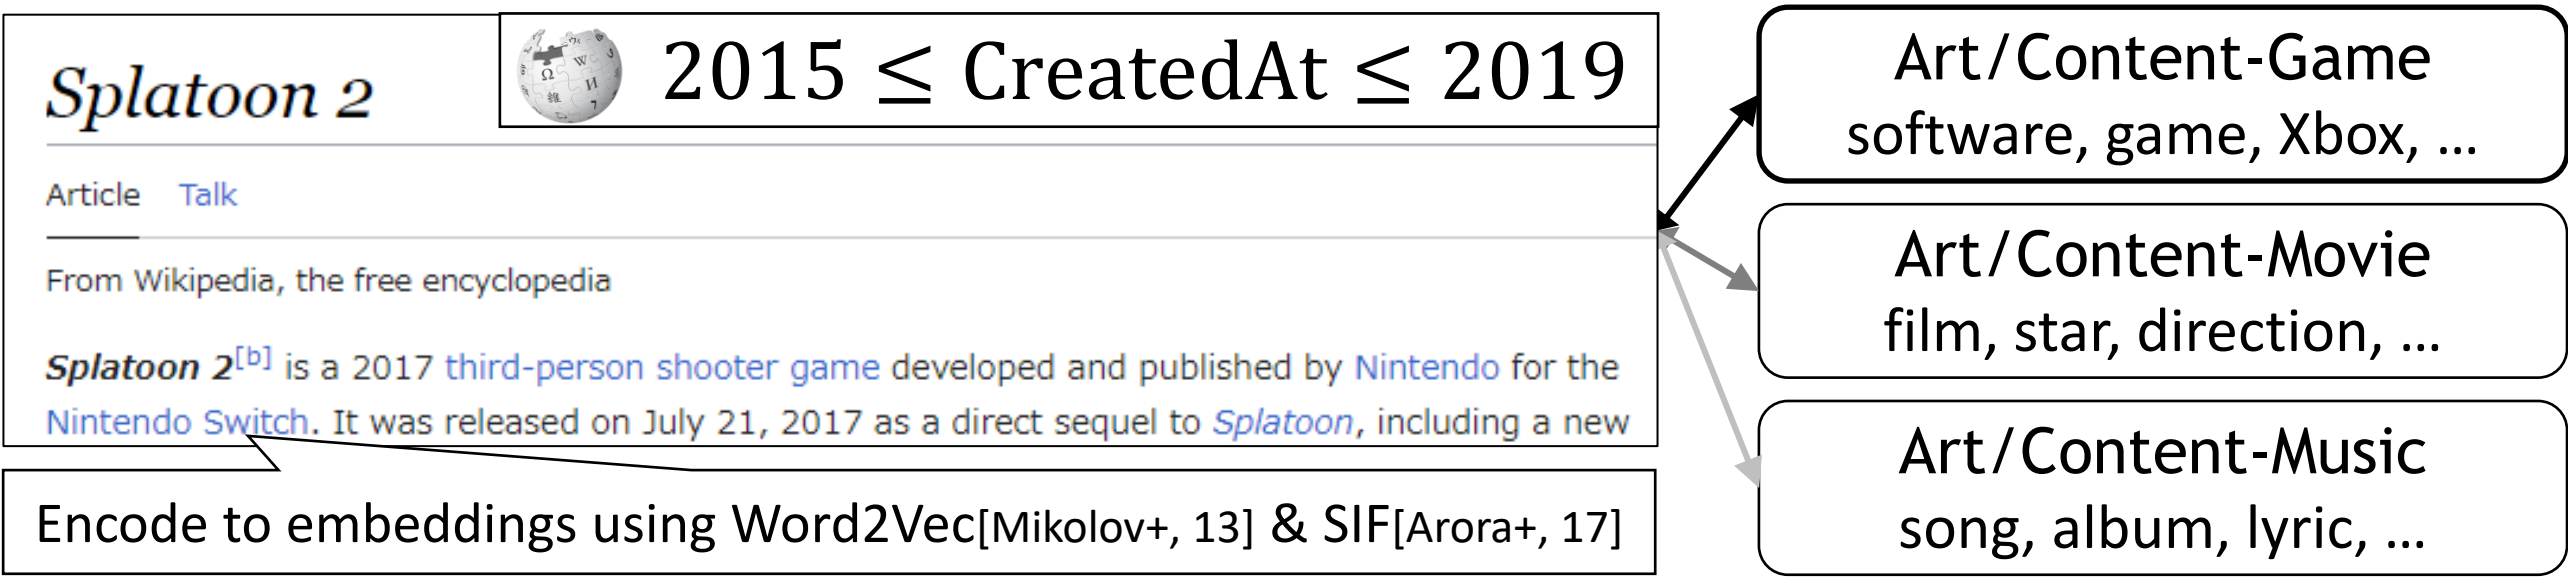 Splatoon 2
2015 ≤ CreatedAt ≤ 2019
Article Talk
From Wikipedia, the free encyclopedia
Splatoon 2[b] is a 2017 third-person shooter game developed and published by Nintendo for the
Nintendo Switch. It was released on July 21, 2017 as a direct sequel to Splatoon, including a new
Encode to embeddings using Word2Vec[Mikolov+, 13] & SIF[Arora+, 17]
Art/Content-Game
software, game, Xbox, ...
Art/Content-Movie
film, star, direction, ...
Art/Content-Music
song, album, lyric, ...